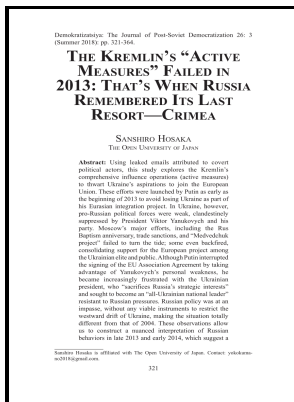 Demokratizatsiya: The Journal of Post-Soviet Democratization 26: 3
(Summer 2018): pp. 321-364.
THE KREMLIN'S "ACTIVE
MEASURES" FAILED IN
2013: THAT'S WHEN RUSSIA
REMEMBERED ITS LAST
RESORT—CRIMEA
SANSHIRO HOSAKA
THE OPEN UNIVERSITY OF JAPAN
Abstract: Using leaked emails attributed to covert
political actors, this study explores the Kremlin's
comprehensive influence operations (active measures)
to thwart Ukraine's aspirations to join the European
Union. These efforts were launched by Putin as early as
the beginning of 2013 to avoid losing Ukraine as part of
his Eurasian integration project. In Ukraine, however,
pro-Russian political forces were weak, clandestinely
suppressed by President Viktor Yanukovych and his
party. Moscow's major efforts, including the Rus
Baptism anniversary, trade sanctions, and "Medvedchuk
project" failed to turn the tide; some even backfired,
consolidating support for the European project among
the Ukrainian elite and public. Although Putin interrupted
the signing of the EU Association Agreement by taking
advantage of Yanukovych's personal weakness, he
became increasingly frustrated with the Ukrainian
president, who "sacrifices Russia's strategic interests"
and sought to become an "all-Ukrainian national leader"
resistant to Russian pressures. Russian policy was at an
impasse, without any viable instruments to restrict the
westward drift of Ukraine, making the situation totally
different from that of 2004. These observations allow
us to construct a nuanced interpretation of Russian
behaviors in late 2013 and early 2014, which suggest a
Sanshiro Hosaka is affiliated with The Open University of Japan. Contact: yokokuma-
no2018@gmail.com.
321